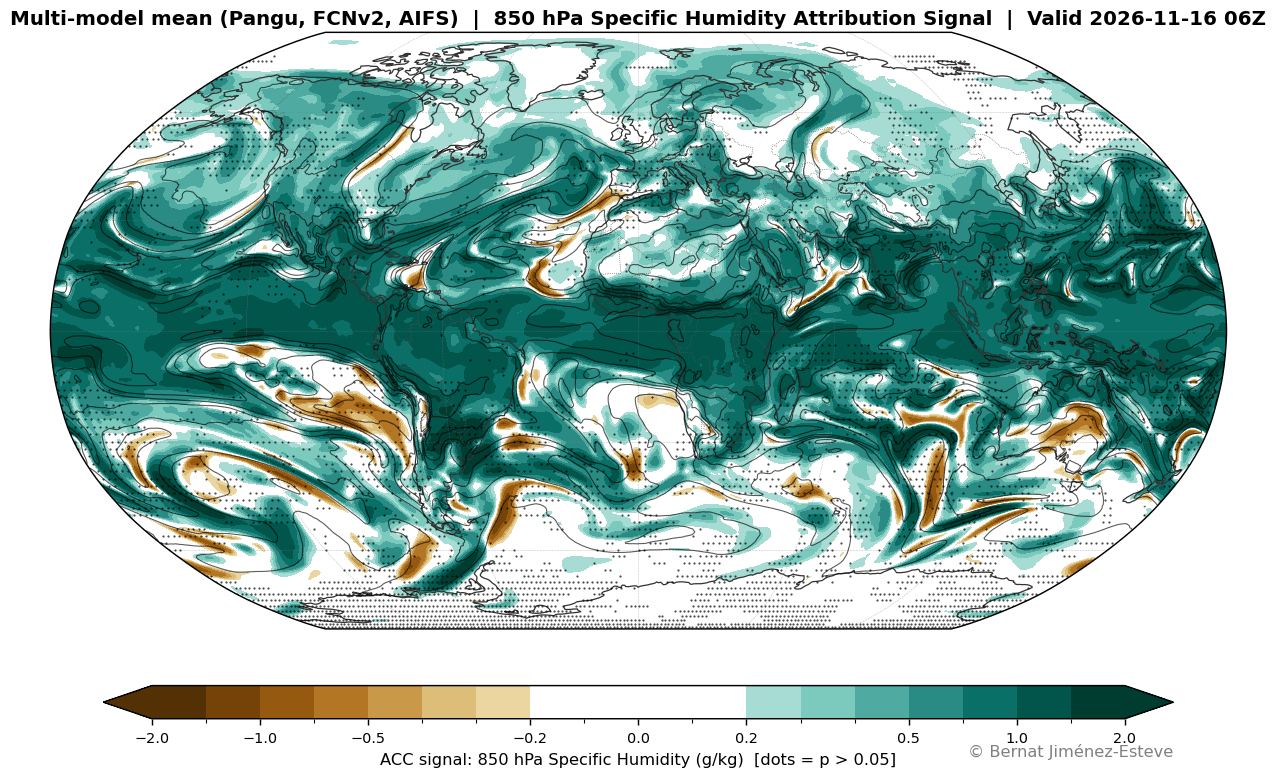 Multi-model mean (Pangu, FCNv2, AIFS)  |  850 hPa Specific Humidity Attribution Signal  |  Valid 2026-11-16 06Z
−2.0 −1.0 −0.5 −0.2 0.0 0.2 0.5 1.0 2.0
ACC signal: 850 hPa Specific Humidity (g/kg)  [dots = p > 0.05]
© Bernat Jiménez-Esteve